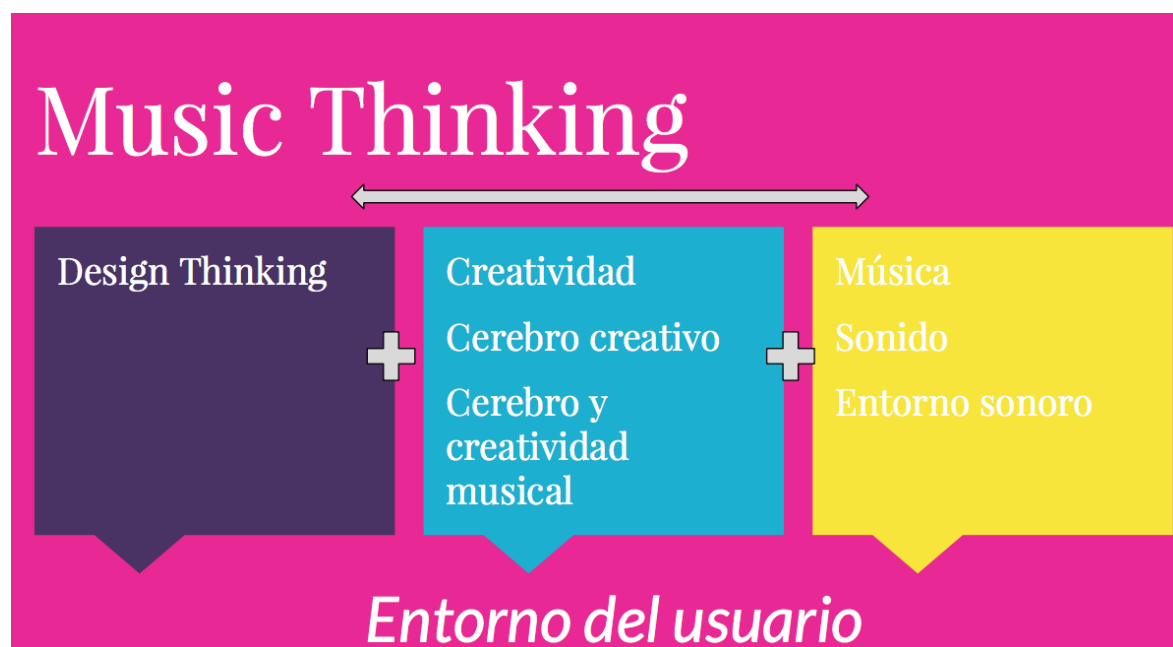 Music Thinking
Design Thinking
Creatividad
Cerebro creativo
Cerebro y
creatividad
musical
Música
Sonido
Entorno sonoro
Entorno del usuario